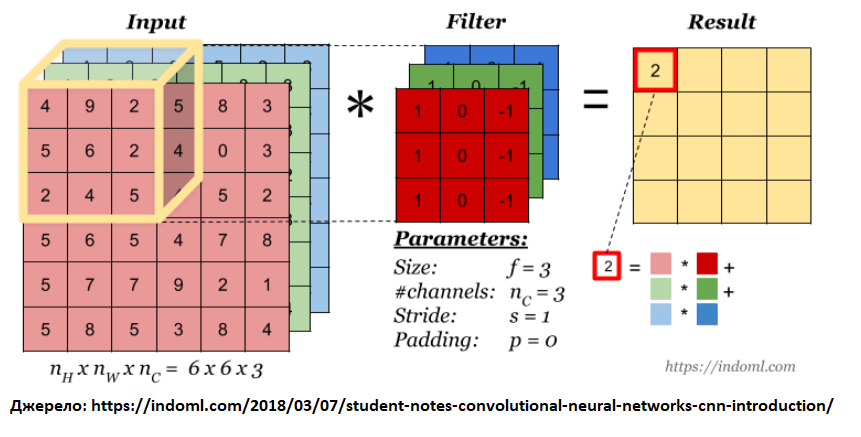 Input Filter Result
4 9 2 5 8 3
5 6 2 4 0 3
2 4 5 5 2
5 6 5 4 7 8
5 7 7 9 2 1
5 8 5 3 8 4
n_H x n_W x n_C = 6 x 6 x 3
*
1 0 -1
1 0 -1
1 0 -1
1 0 -1
Parameters:
Size: f = 3
#channels: n_C = 3
Stride: s = 1
Padding: p = 0
=
2
2 = * +
* +
*
https://indoml.com
Джерело: https://indoml.com/2018/03/07/student-notes-convolutional-neural-networks-cnn-introduction/